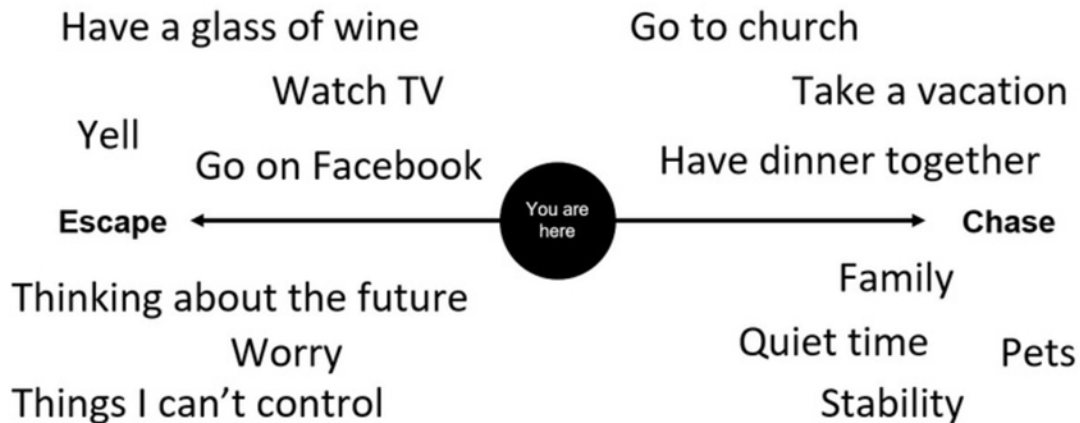 Have a glass of wine
Go to church
Watch TV
Take a vacation
Yell
Go on Facebook
Have dinner together
Escape
You are
here
Chase
Thinking about the future
Family
Worry
Quiet time
Pets
Things I can't control
Stability